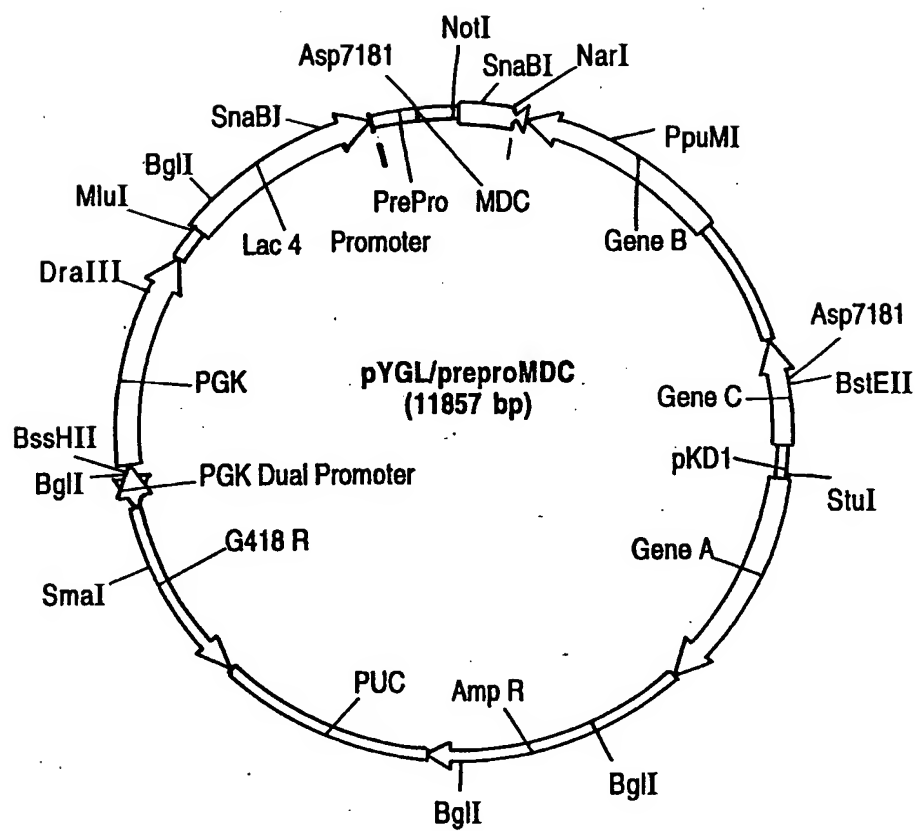 NotI
Asp7181
SnaBI
NarI
SnaBI
PpuMI
BglI
MluI
PrePro
MDC
Lac 4
Promoter
Gene B
DraIII
Asp7181
pYGL/preproMDC
(11857 bp)
PGK
Gene C
BstEII
BssHII
BglI
PGK Dual Promoter
pKD1
StuI
G418 R
Gene A
SmaI
PUC
Amp R
BglI
BglI